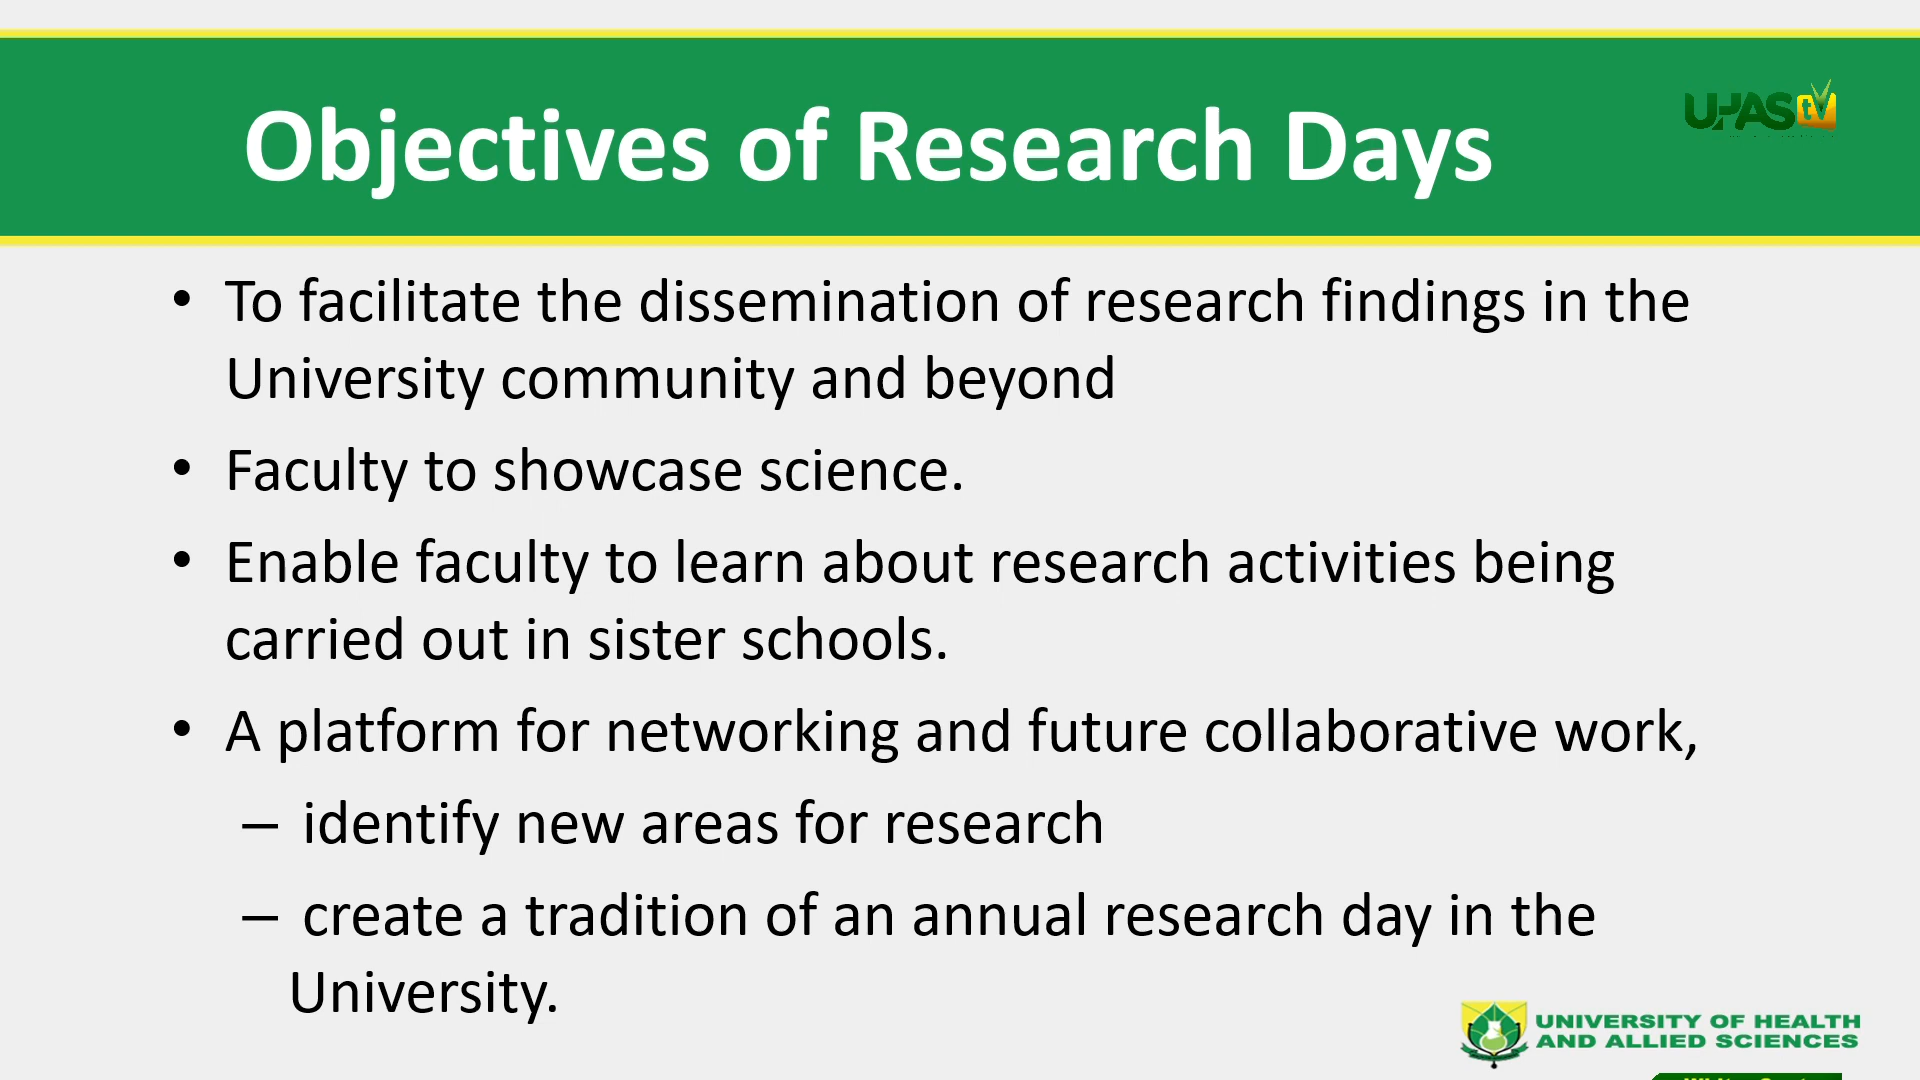 Objectives of Research Days
UHAS tv
• To facilitate the dissemination of research findings in the
University community and beyond
• Faculty to showcase science.
• Enable faculty to learn about research activities being
carried out in sister schools.
• A platform for networking and future collaborative work,
– identify new areas for research
– create a tradition of an annual research day in the
University.
UNIVERSITY OF HEALTH
AND ALLIED SCIENCES